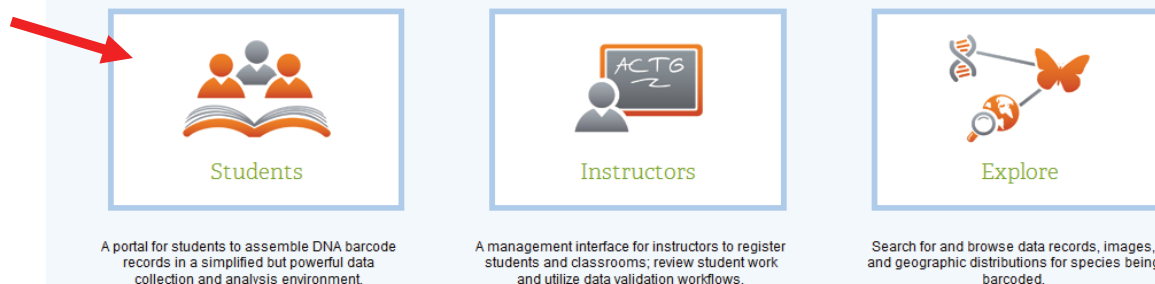 ACTG
Students
Instructors
Explore
A portal for students to assemble DNA barcode
records in a simplified but powerful data
collection and analysis environment.
A management interface for instructors to register
students and classrooms; review student work
and utilize data validation workflows.
Search for and browse data records, images,
and geographic distributions for species being
barcoded.